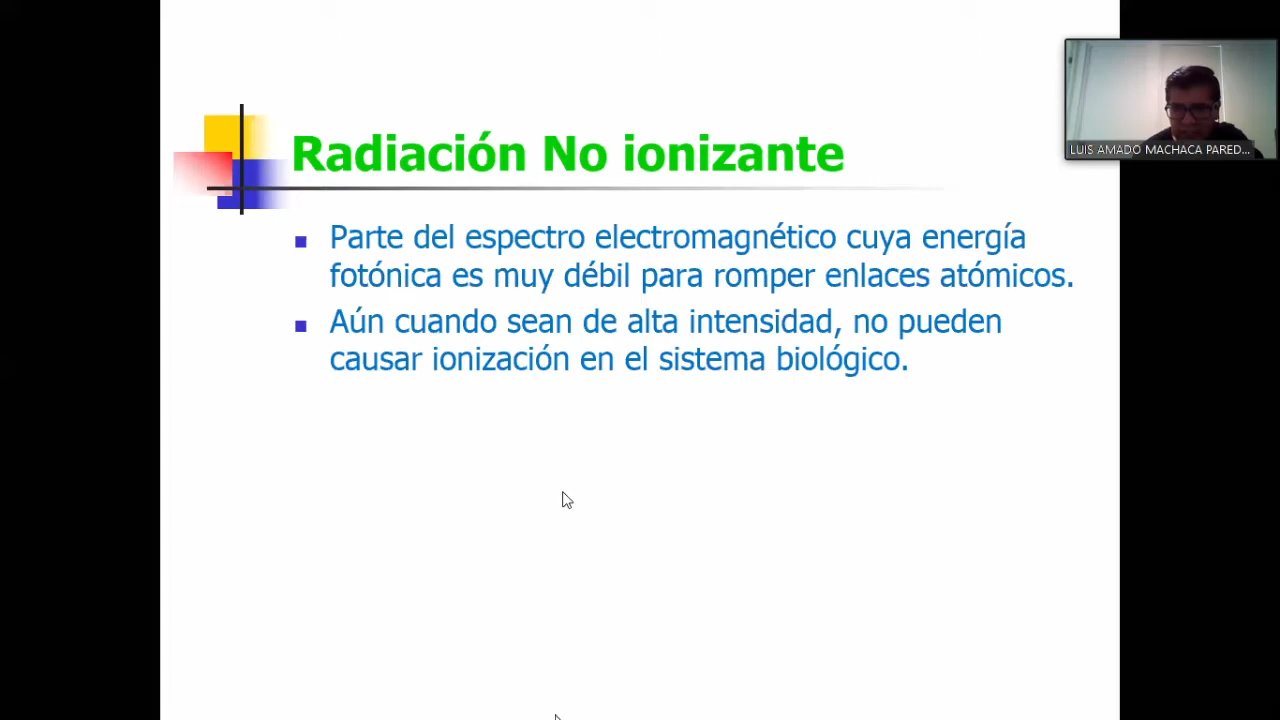 Radiación No ionizante
Parte del espectro electromagnético cuya energía
fotónica es muy débil para romper enlaces atómicos.
Aún cuando sean de alta intensidad, no pueden
causar ionización en el sistema biológico.
LUIS AMADO MACHACA PARED...